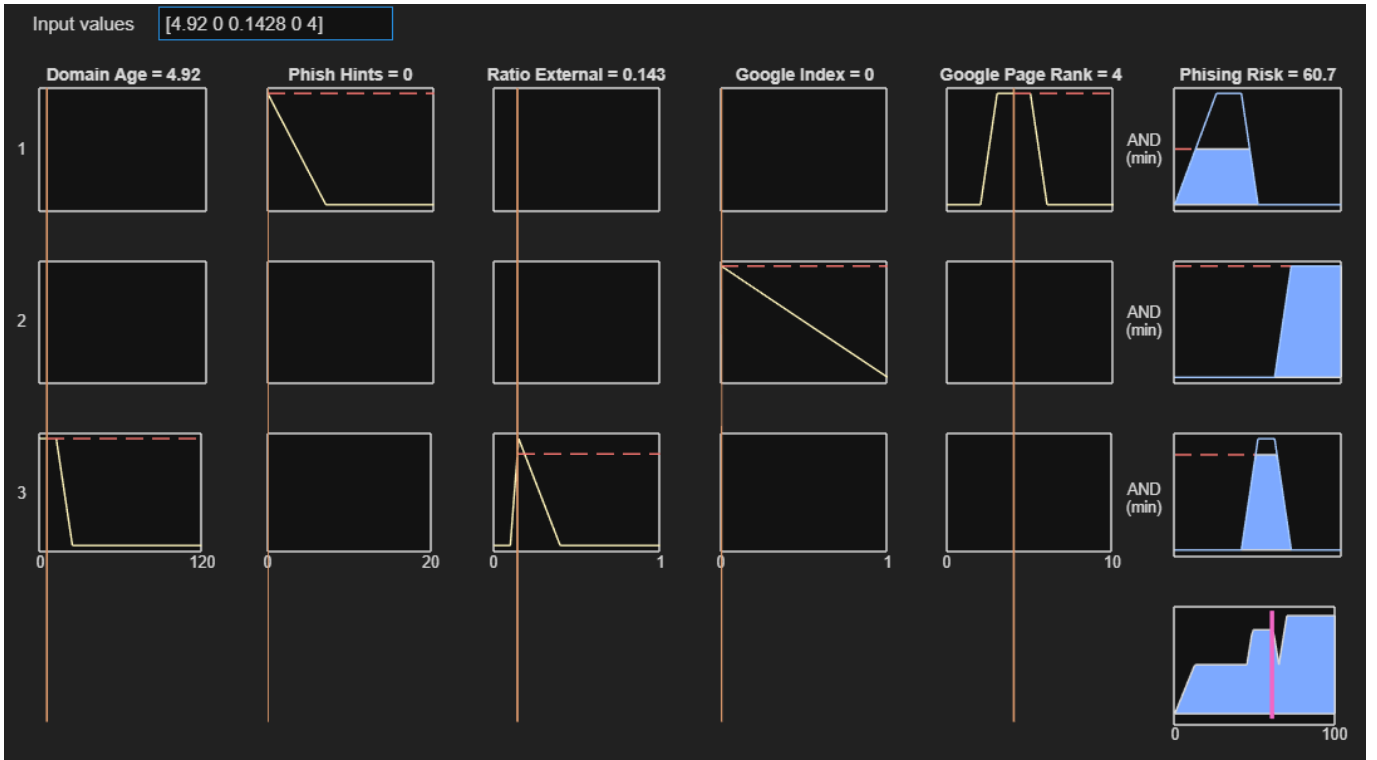 Input values [4.92 0 0.1428 0 4]
Domain Age = 4.92 Phish Hints = 0 Ratio External = 0.143 Google Index = 0 Google Page Rank = 4 Phising Risk = 60.7
1
AND
(min)
2
AND
(min)
3
AND
(min)
0 120 0 20 0 1 0 1 0 10
0 100